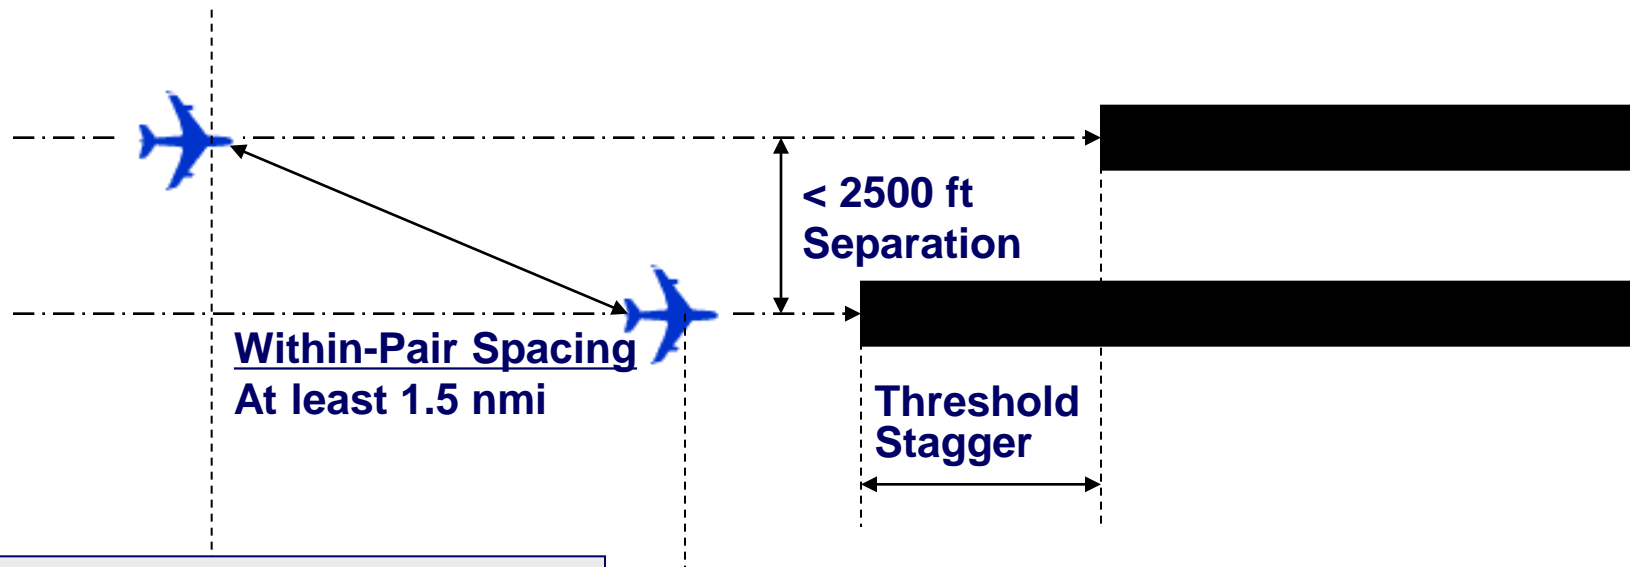 < 2500 ft
Separation
Within-Pair Spacing
At least 1.5 nmi
Threshold
Stagger